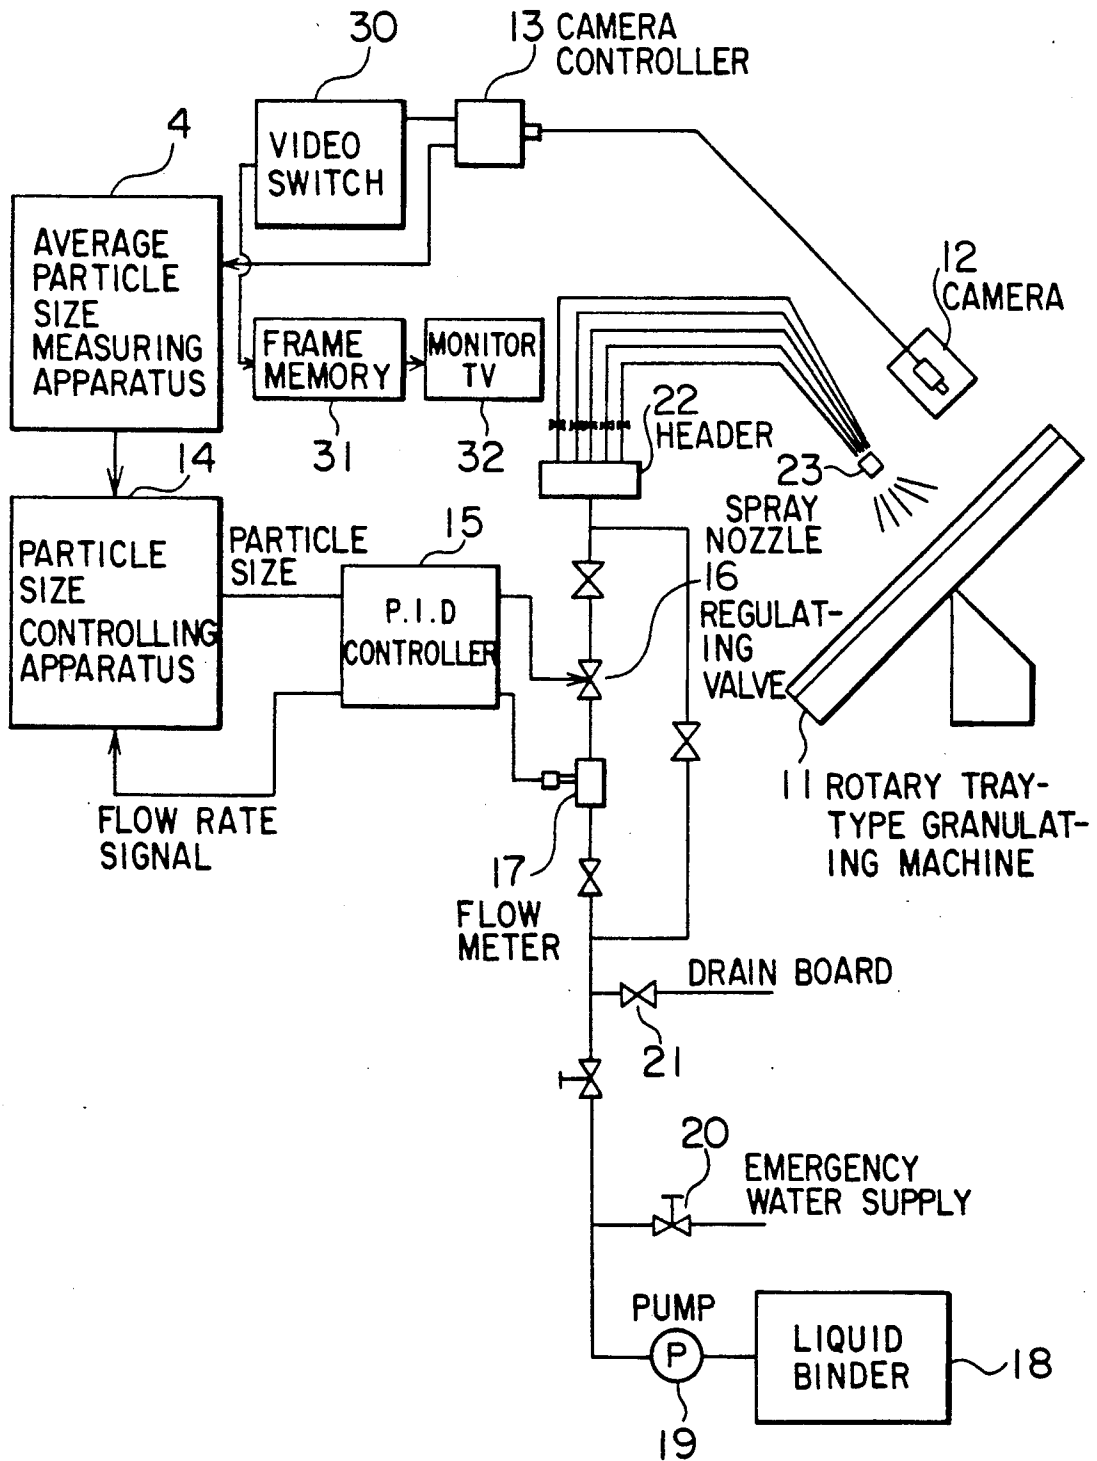 30
13 CAMERA
CONTROLLER
VIDEO
SWITCH
4
AVERAGE
PARTICLE
SIZE
MEASURING
APPARATUS
12
CAMERA
FRAME
MEMORY
MONITOR
TV
31
32
22
HEADER
23
SPRAY
NOZZLE
14
PARTICLE
SIZE
CONTROLLING
APPARATUS
PARTICLE
SIZE
15
P.I.D
CONTROLLER
16
REGULAT-
ING
VALVE
11 ROTARY TRAY-
TYPE GRANULAT-
ING MACHINE
FLOW RATE
SIGNAL
17
FLOW
METER
DRAIN BOARD
21
20
EMERGENCY
WATER SUPPLY
PUMP
P
19
LIQUID
BINDER
18